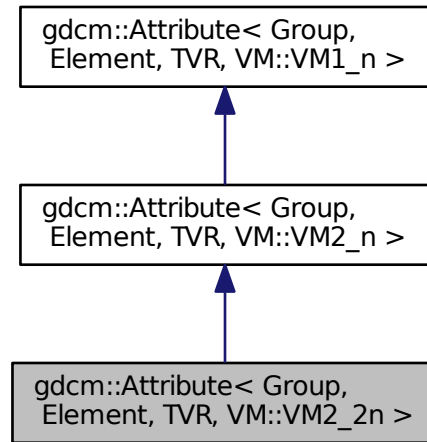 gdcm::Attribute< Group,
Element, TVR, VM::VM1_n >
gdcm::Attribute< Group,
Element, TVR, VM::VM2_n >
gdcm::Attribute< Group,
Element, TVR, VM::VM2_2n >